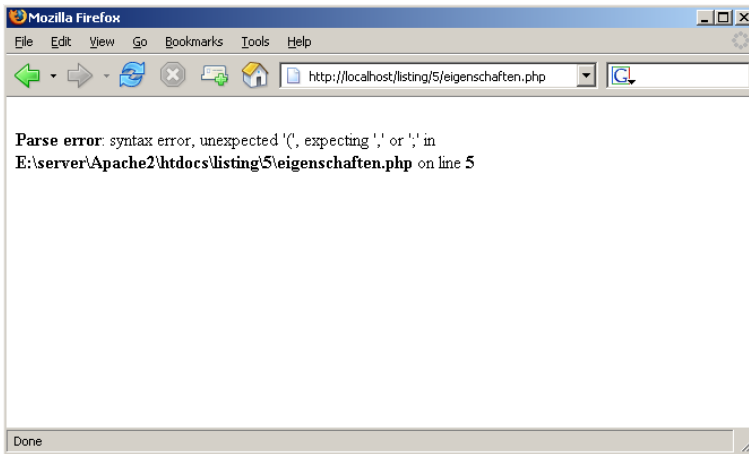 Mozilla Firefox
File Edit View Go Bookmarks Tools Help
http://localhost/listing/5/eigenschaften.php G
Parse error: syntax error, unexpected '(', expecting ',' or ';' in
E:\server\Apache2\htdocs\listing\5\eigenschaften.php on line 5
Done